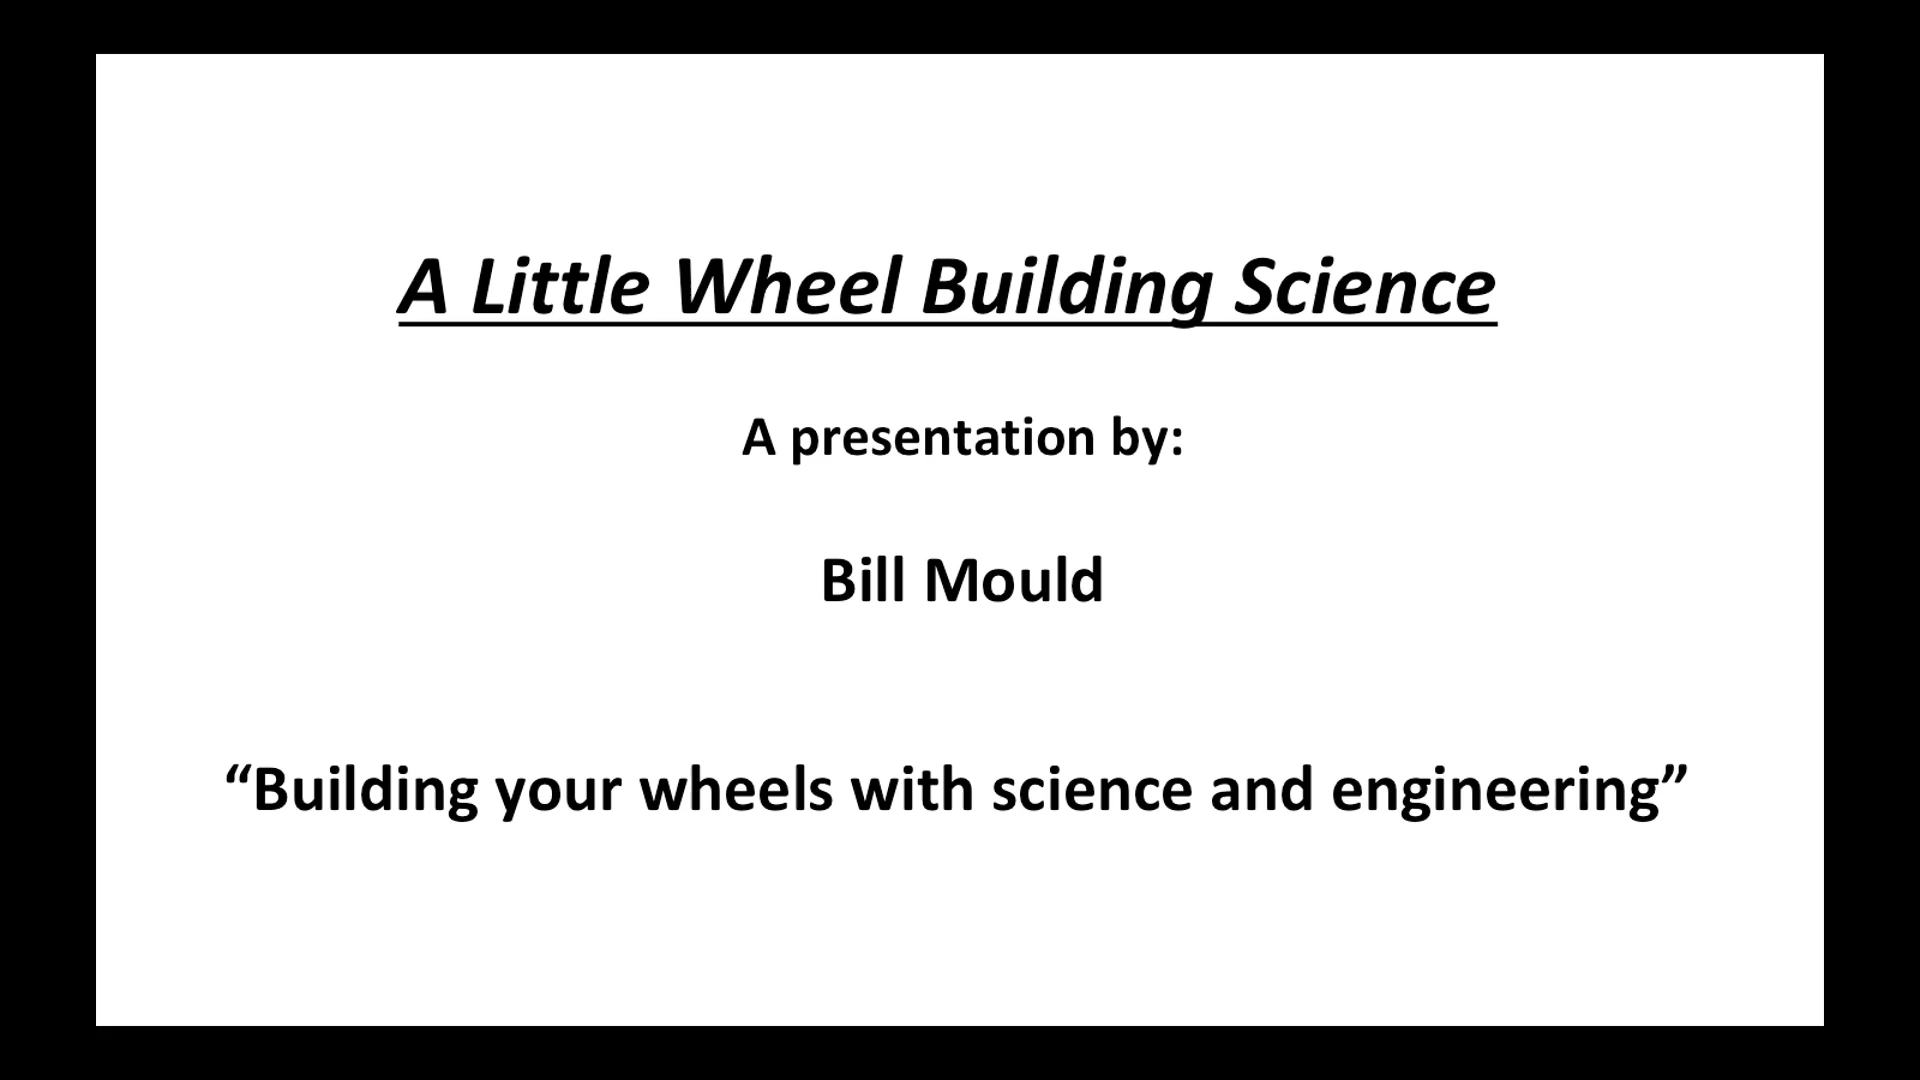 A Little Wheel Building Science
A presentation by:
Bill Mould
“Building your wheels with science and engineering”